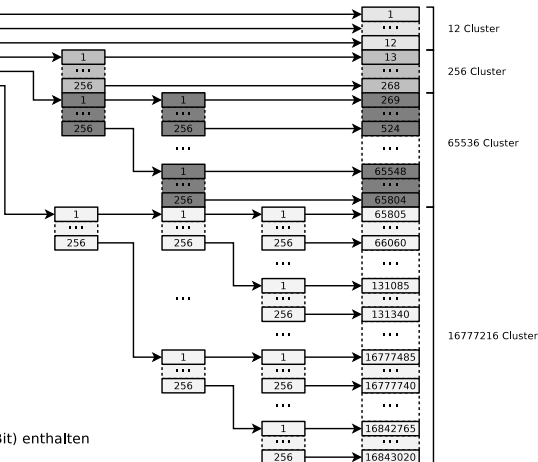 1
...
12
12 Cluster
1 13
... ...
256 268
256 Cluster
1 1 269
... ... ...
256 256 524
... ...
65536 Cluster
1 65548
... ...
256 65804
1 1 1 65805
... ... ... ...
256 256 256 66060
... ...
1 131085
... ... ...
256 131340
... ...
16777216 Cluster
1 1 16777485
... ... ...
256 256 16777740
... ...
1 16842765
... ...
256 16843020
Bit) enthalten